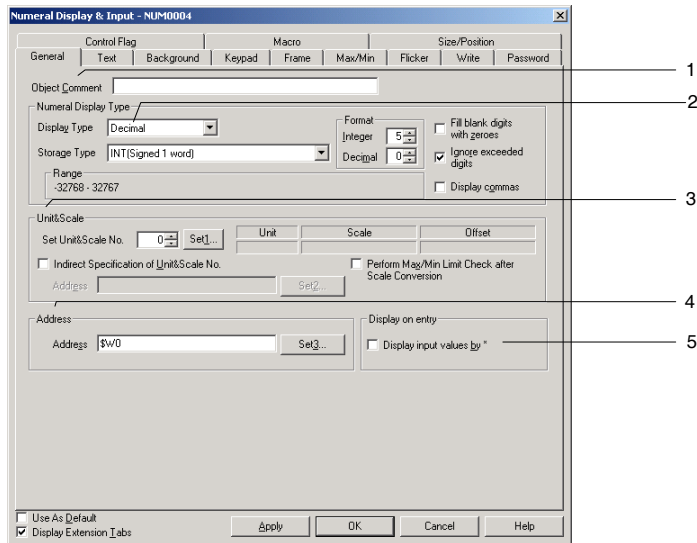 Numeral Display & Input - NUM0004
Control Flag Macro Size/Position
General Text Background Keypad Frame Max/Min Flicker Write Password
1
Object Comment
2
Numeral Display Type
Display Type Decimal
Storage Type INT(Signed 1 word)
Format
Integer 5
Decimal 0
Fill blank digits
with zeroes
Ignore exceeded
digits
Display commas
Range
-32768 - 32767
3
Unit&Scale
Set Unit&Scale No. 0 Set1...
Unit Scale Offset
Indirect Specification of Unit&Scale No.
Address Set2...
Perform Max/Min Limit Check after
Scale Conversion
4
Address
Address $W0 Set3...
Display on entry
Display input values by *
5
Use As Default
Display Extension Tabs
Apply OK Cancel Help